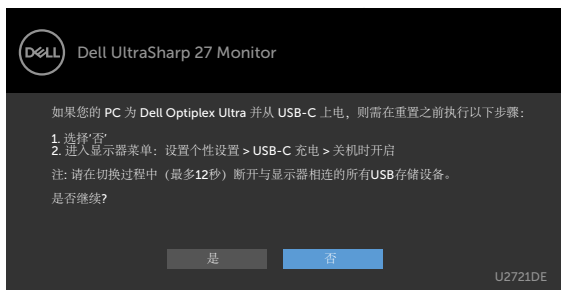 DELL
Dell UltraSharp 27 Monitor
如果您的 PC 为 Dell Optiplex Ultra 并从 USB-C 上电，则需在重置之前执行以下步骤：
1. 选择‘否’
2. 进入显示器菜单：设置个性设置 > USB-C 充电 > 关机时开启
注: 请在切换过程中（最多12秒）断开与显示器相连的所有USB存储设备。
是否继续?
是
否
U2721DE